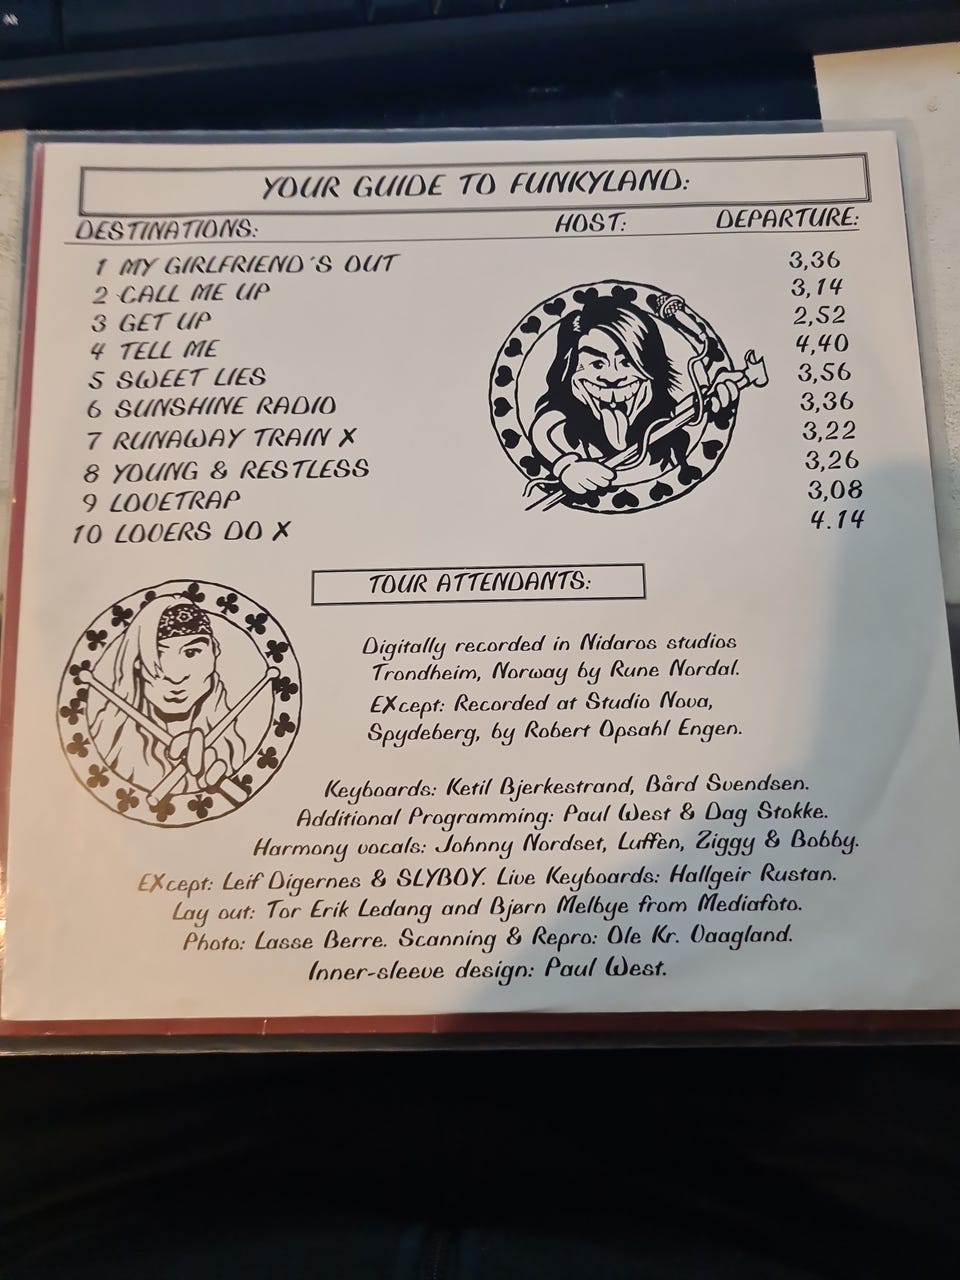 YOUR GUIDE TO FUNKYLAND:
DESTINATIONS: HOST: DEPARTURE:
1 MY GIRLFRIEND´S OUT 3,36
2 CALL ME UP 3,14
3 GET UP 2,52
4 TELL ME 4,40
5 SWEET LIES 3,56
6 SUNSHINE RADIO 3,36
7 RUNAWAY TRAIN X 3,22
8 YOUNG & RESTLESS 3,26
9 LOVETRAP 3,08
10 LOVERS DO X 4.14
TOUR ATTENDANTS:
Digitally recorded in Nidaros studios
Trondheim, Norway by Rune Nordal.
EXcept: Recorded at Studio Nova,
Spydeberg, by Robert Opsahl Engen.
Keyboards: Ketil Bjerkestrand, Bård Svendsen.
Additional Programming: Paul West & Dag Stokke.
Harmony vocals: Johnny Nordset, Luffen, Ziggy & Bobby.
EXcept: Leif Digernes & SLYBOY. Live Keyboards: Hallgeir Rustan.
Lay out: Tor Erik Ledang and Bjørn Melbye from Mediafoto.
Photo: Lasse Berre. Scanning & Repro: Ole Kr. Vaagland.
Inner-sleeve design: Paul West.